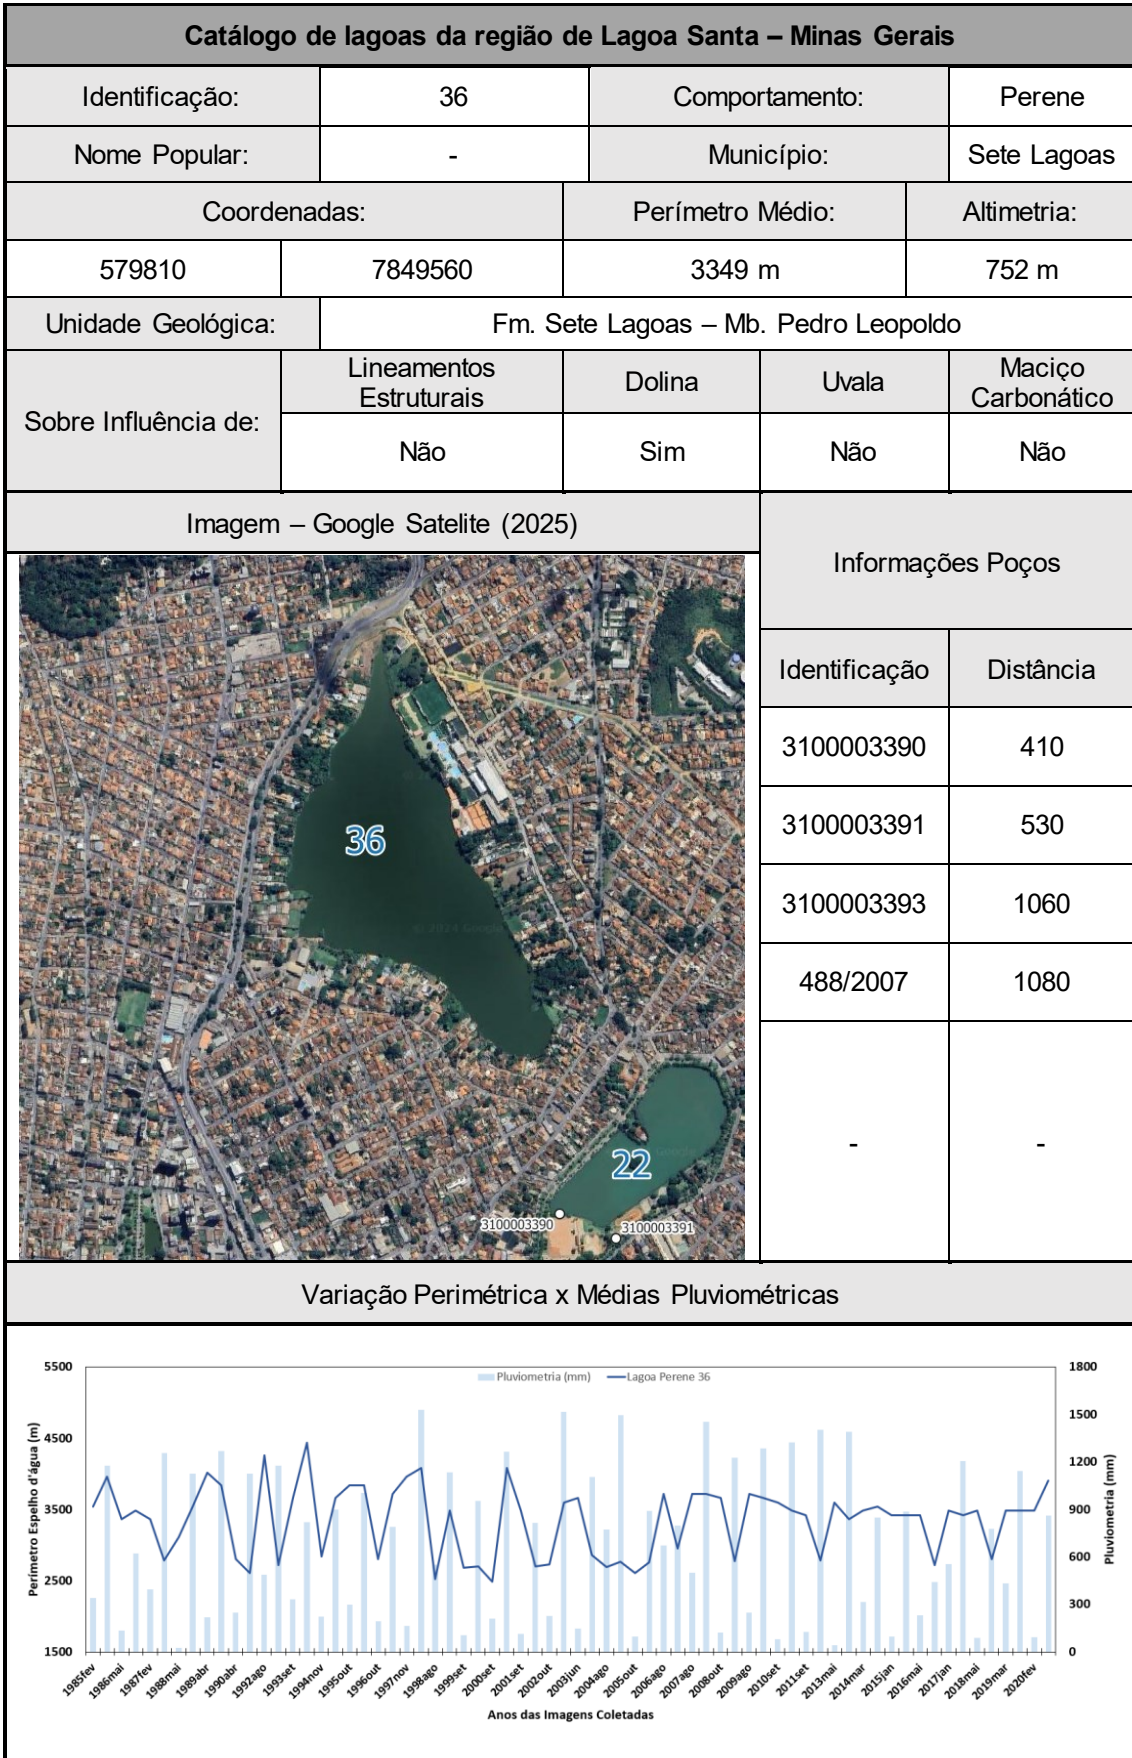 Catálogo de lagoas da região de Lagoa Santa – Minas Gerais
Identificação: 36 Comportamento: Perene
Nome Popular: - Município: Sete Lagoas
Coordenadas: Perímetro Médio: Altimetria:
579810 7849560 3349 m 752 m
Unidade Geológica: Fm. Sete Lagoas – Mb. Pedro Leopoldo
Sobre Influência de:
Lineamentos Estruturais Dolina Uvala Maciço Carbonático
Não Sim Não Não
Imagem – Google Satelite (2025)
Informações Poços
Identificação Distância
3100003390 410
3100003391 530
3100003393 1060
488/2007 1080
- -
36
22
3100003390
3100003391
Variação Perimétrica x Médias Pluviométricas
Pluviometria (mm) Lagoa Perene 36
Perímetro Espelho d'água (m)
5500
4500
3500
2500
1500
1800
1500
1200
900
600
300
0
Pluviometria (mm)
1985fev 1986mai 1987fev 1988mai 1989abr 1990abr 1992ago 1993set 1994nov 1995out 1996out 1997nov 1998ago 1999set 2000set 2001set 2002out 2003jun 2004ago 2005out 2006ago 2007ago 2008out 2009ago 2010set 2011set 2013mai 2014mar 2015jan 2016mai 2017jan 2018mai 2019mar 2020fev
Anos das Imagens Coletadas